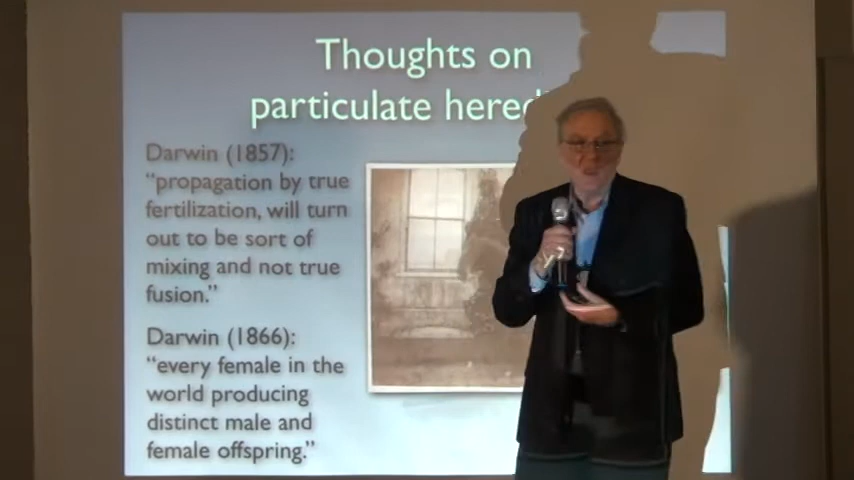 Thoughts on
particulate
Darwin (1857):
“propagation by true
fertilization, will turn
out to be sort of
mixing and not true
fusion.”
Darwin (1866):
“every female in the
world producing
distinct male and
female offspring.”